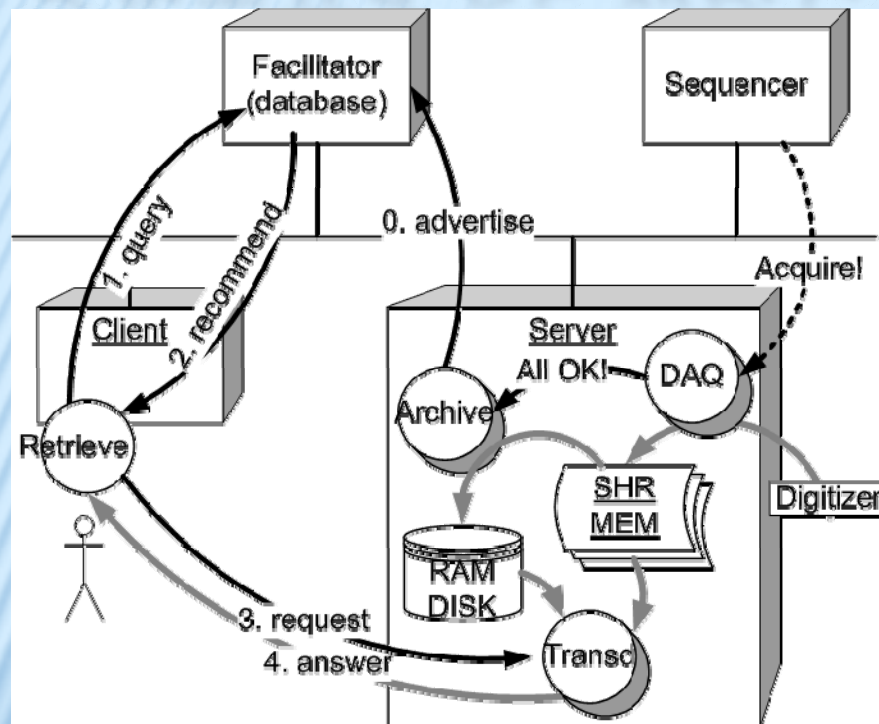 Facilitator
(database)
Sequencer
1. query
2. recommend
0. advertise
Acquire!
Client
Server
All OK!
DAQ
Archive
Retrieve
SHR
MEM
Digitizer
RAM
DISK
3. request
4. answer
Transd